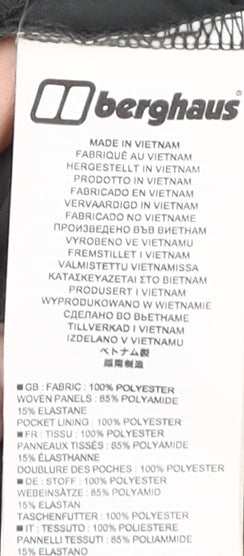 berghaus®
MADE IN VIETNAM
FABRIQUÉ AU VIETNAM
HERGESTELLT IN VIETNAM
PRODOTTO IN VIETNAM
FABRICADO EN VIETNAM
VERVAARDIGD IN VIETNAM
FABRICADO NO VIETNAME
ПРОИЗВЕДЕНО ВЪВ ВИЕТНАМ
VYROBENO VE VIETNAMU
FREMSTILLET I VIETNAM
VALMISTETTU VIETNAMISSA
ΚΑΤΑΣΚΕΥΑΖΕΤΑΙ ΣΤΟ ΒΙΕΤΝΑΜ
PRODUSERT I VIETNAM
WYPRODUKOWANO W WIETNAMIE
СДЕЛАНО ВО ВЬЕТНАМЕ
TILLVERKAD I VIETNAM
IZDELANO V VIETNAMU
ベトナム製
越南製
■ GB : FABRIC : 100% POLYESTER
WOVEN PANELS : 85% POLYAMIDE
15% ELASTANE
POCKET LINING : 100% POLYESTER
■ FR : TISSU : 100% POLYESTER
PANNEAUX TISSÉS : 85% POLYAMIDE
15% ÉLASTHANNE
DOUBLURE DES POCHES : 100% POLYESTER
■ DE : STOFF : 100% POLYESTER
WEBEINSÄTZE : 85% POLYAMID
15% ELASTAN
TASCHENFUTTER : 100% POLYESTER
■ IT : TESSUTO : 100% POLIESTERE
PANNELLI TESSUTI : 85% POLIAMMIDE
15% ELASTANO